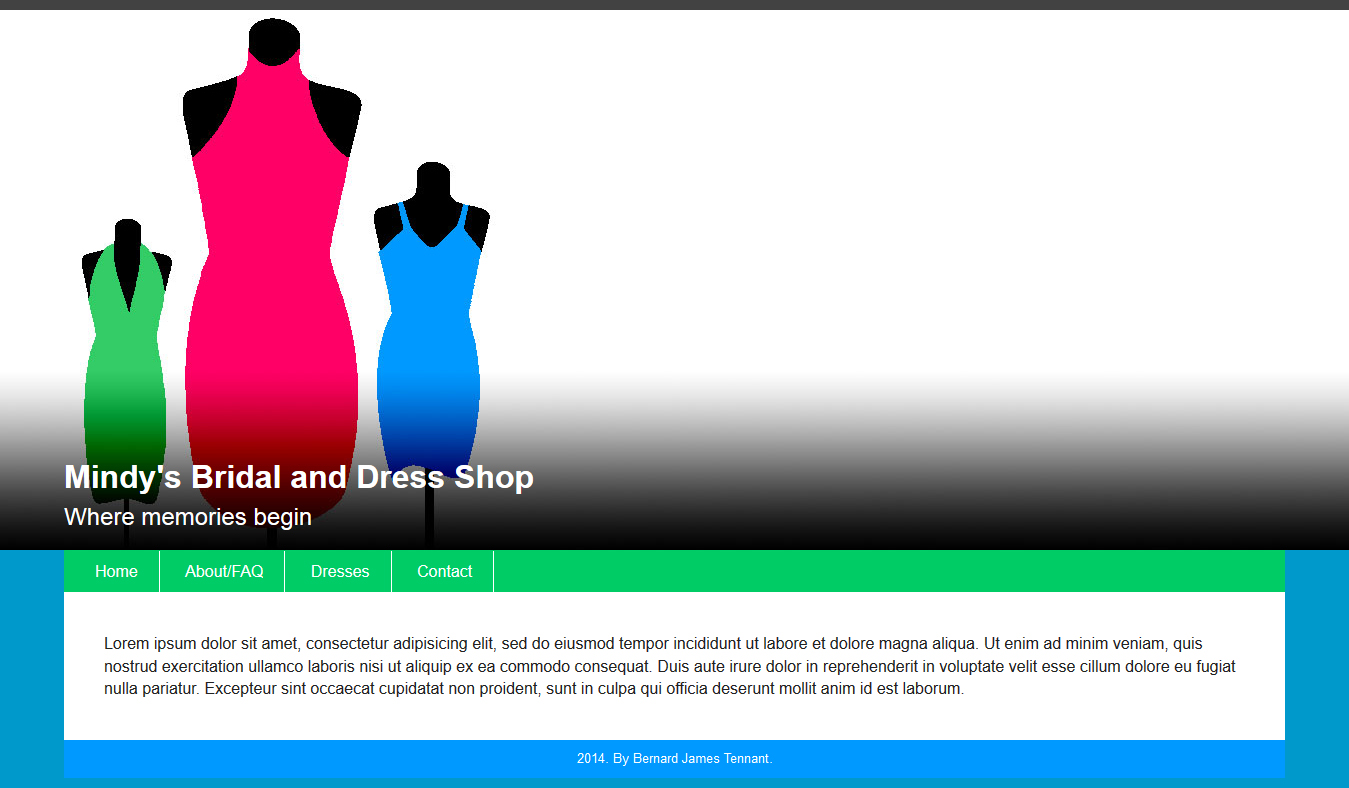 Mindy's Bridal and Dress Shop
Where memories begin
Home About/FAQ Dresses Contact
Lorem ipsum dolor sit amet, consectetur adipisicing elit, sed do eiusmod tempor incididunt ut labore et dolore magna aliqua. Ut enim ad minim veniam, quis
nostrud exercitation ullamco laboris nisi ut aliquip ex ea commodo consequat. Duis aute irure dolor in reprehenderit in voluptate velit esse cillum dolore eu fugiat
nulla pariatur. Excepteur sint occaecat cupidatat non proident, sunt in culpa qui officia deserunt mollit anim id est laborum.
2014. By Bernard James Tennant.